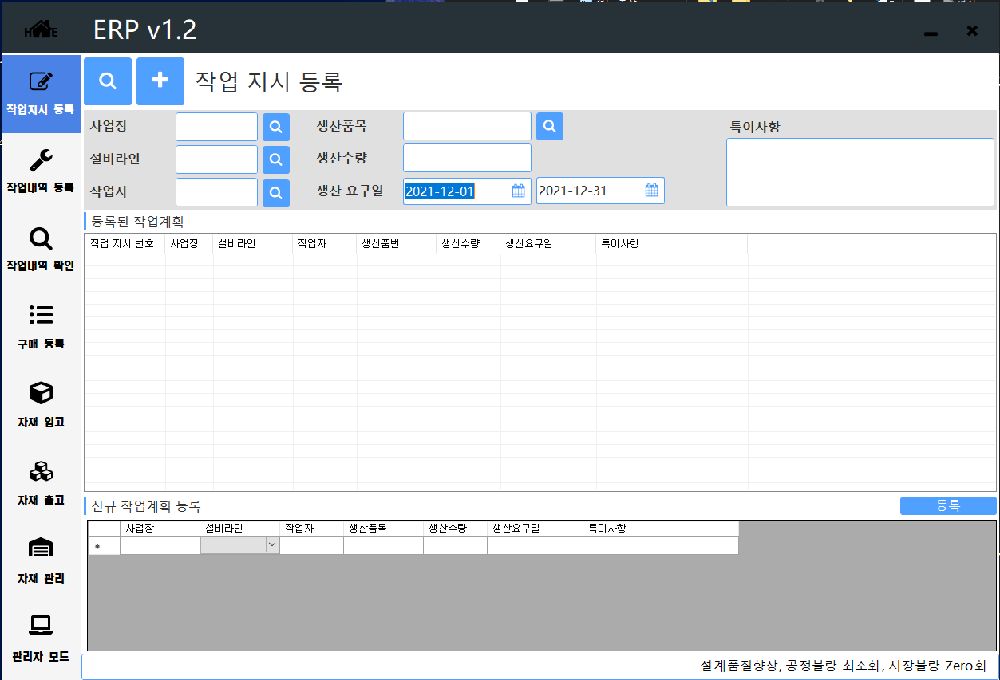 HOME
ERP v1.2
작업지시 등록
작업내역 등록
작업내역 확인
구매 등록
자재 입고
자재 출고
자재 관리
관리자 모드
작업 지시 등록
사업장
생산품목
특이사항
설비라인
생산수량
작업자
생산 요구일
2021-12-01
2021-12-31
등록된 작업계획
작업 지시 번호 사업장 설비라인 작업자 생산품번 생산수량 생산요구일 특이사항
신규 작업계획 등록
등록
사업장 설비라인 작업자 생산품목 생산수량 생산요구일 특이사항
설계품질향상, 공정불량 최소화, 시장불량 Zero화